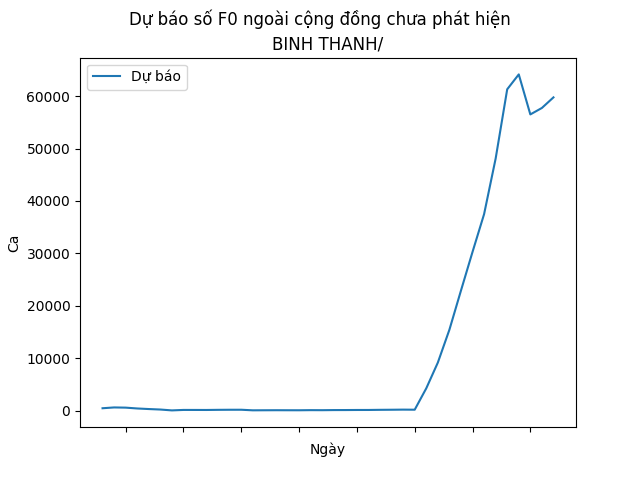 Dự báo số F0 ngoài cộng đồng chưa phát hiện
BINH THANH/
Dự báo
60000
50000
40000
30000
20000
10000
0
Ca
Ngày